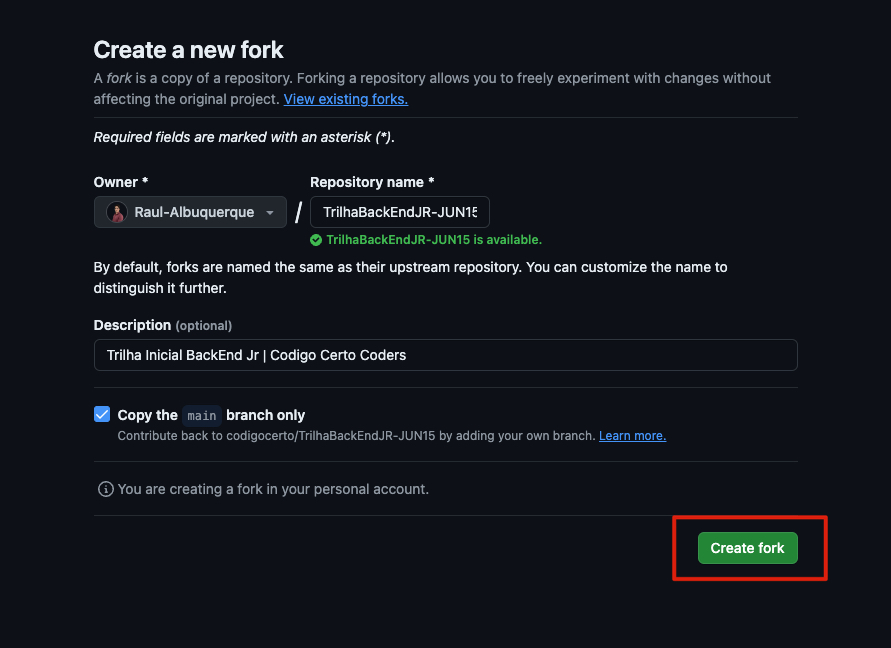 Create a new fork
A fork is a copy of a repository. Forking a repository allows you to freely experiment with changes without
affecting the original project. View existing forks.
Required fields are marked with an asterisk (*).
Owner * Repository name *
Raul-Albuquerque / TrilhaBackEndJR-JUN15
TrilhaBackEndJR-JUN15 is available.
By default, forks are named the same as their upstream repository. You can customize the name to
distinguish it further.
Description (optional)
Trilha Inicial BackEnd Jr | Codigo Certo Coders
Copy the main branch only
Contribute back to codigocerto/TrilhaBackEndJR-JUN15 by adding your own branch. Learn more.
You are creating a fork in your personal account.
Create fork